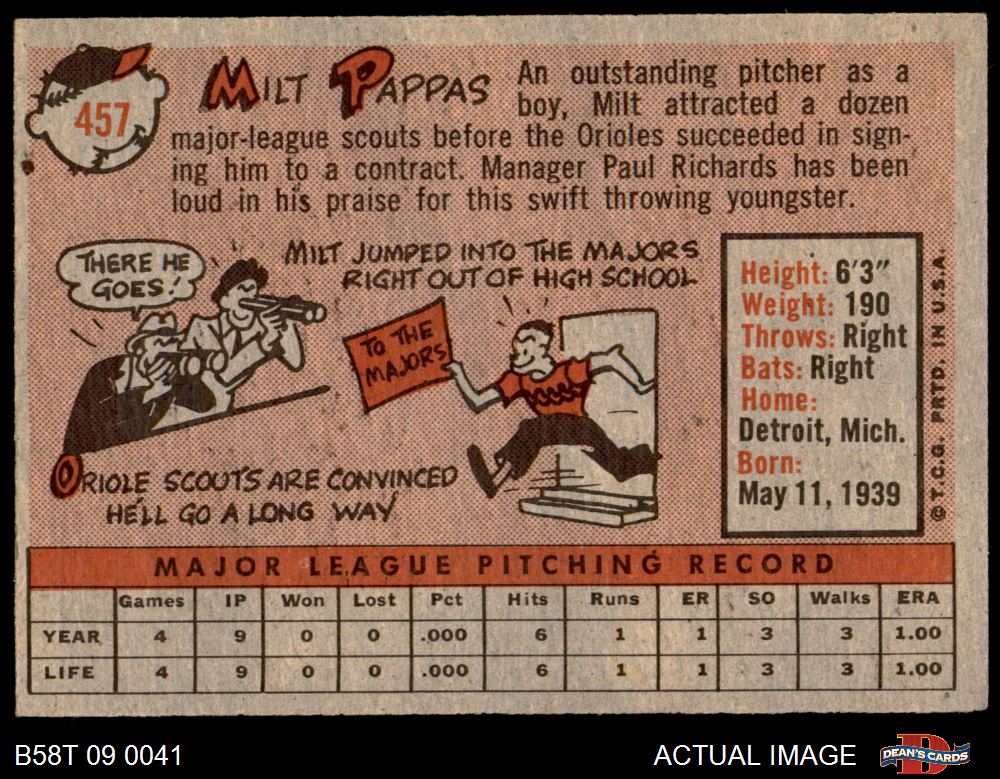 457
MILT PAPPAS
An outstanding pitcher as a
boy, Milt attracted a dozen
major-league scouts before the Orioles succeeded in sign-
ing him to a contract. Manager Paul Richards has been
loud in his praise for this swift throwing youngster.
THERE HE
GOES!
MILT JUMPED INTO THE MAJORS
RIGHT OUT OF HIGH SCHOOL
TO THE
MAJORS
ORIOLE SCOUTS ARE CONVINCED
HE'LL GO A LONG WAY
Height: 6'3"
Weight: 190
Throws: Right
Bats: Right
Home:
Detroit, Mich.
Born:
May 11, 1939
© T.C.G. PRTD. IN U.S.A.
MAJOR LEAGUE PITCHING RECORD
Games IP Won Lost Pct Hits Runs ER SO Walks ERA
YEAR 4 9 0 0 .000 6 1 1 3 3 1.00
LIFE 4 9 0 0 .000 6 1 1 3 3 1.00
B58T 09 0041
ACTUAL IMAGE
DEAN'S CARDS